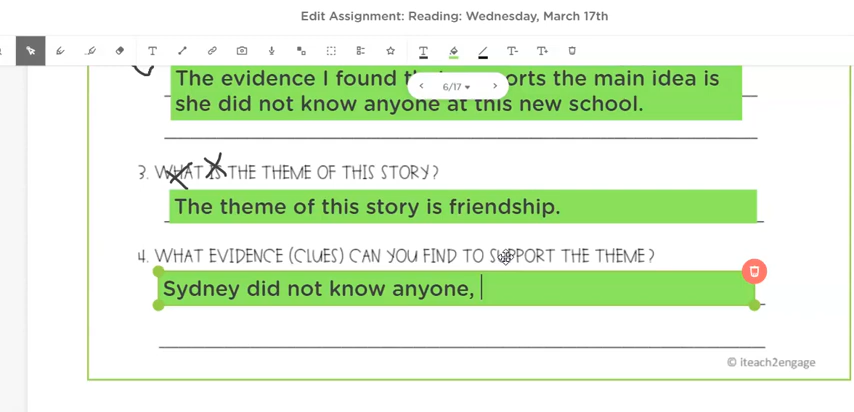 Edit Assignment: Reading: Wednesday, March 17th
T T T- T+
6/17
The evidence I found orts the main idea is
she did not know anyone at this new school.
3. WHAT IS THE THEME OF THIS STORY?
The theme of this story is friendship.
4. WHAT EVIDENCE (CLUES) CAN YOU FIND TO SUPPORT THE THEME?
Sydney did not know anyone,
© iteach2engage